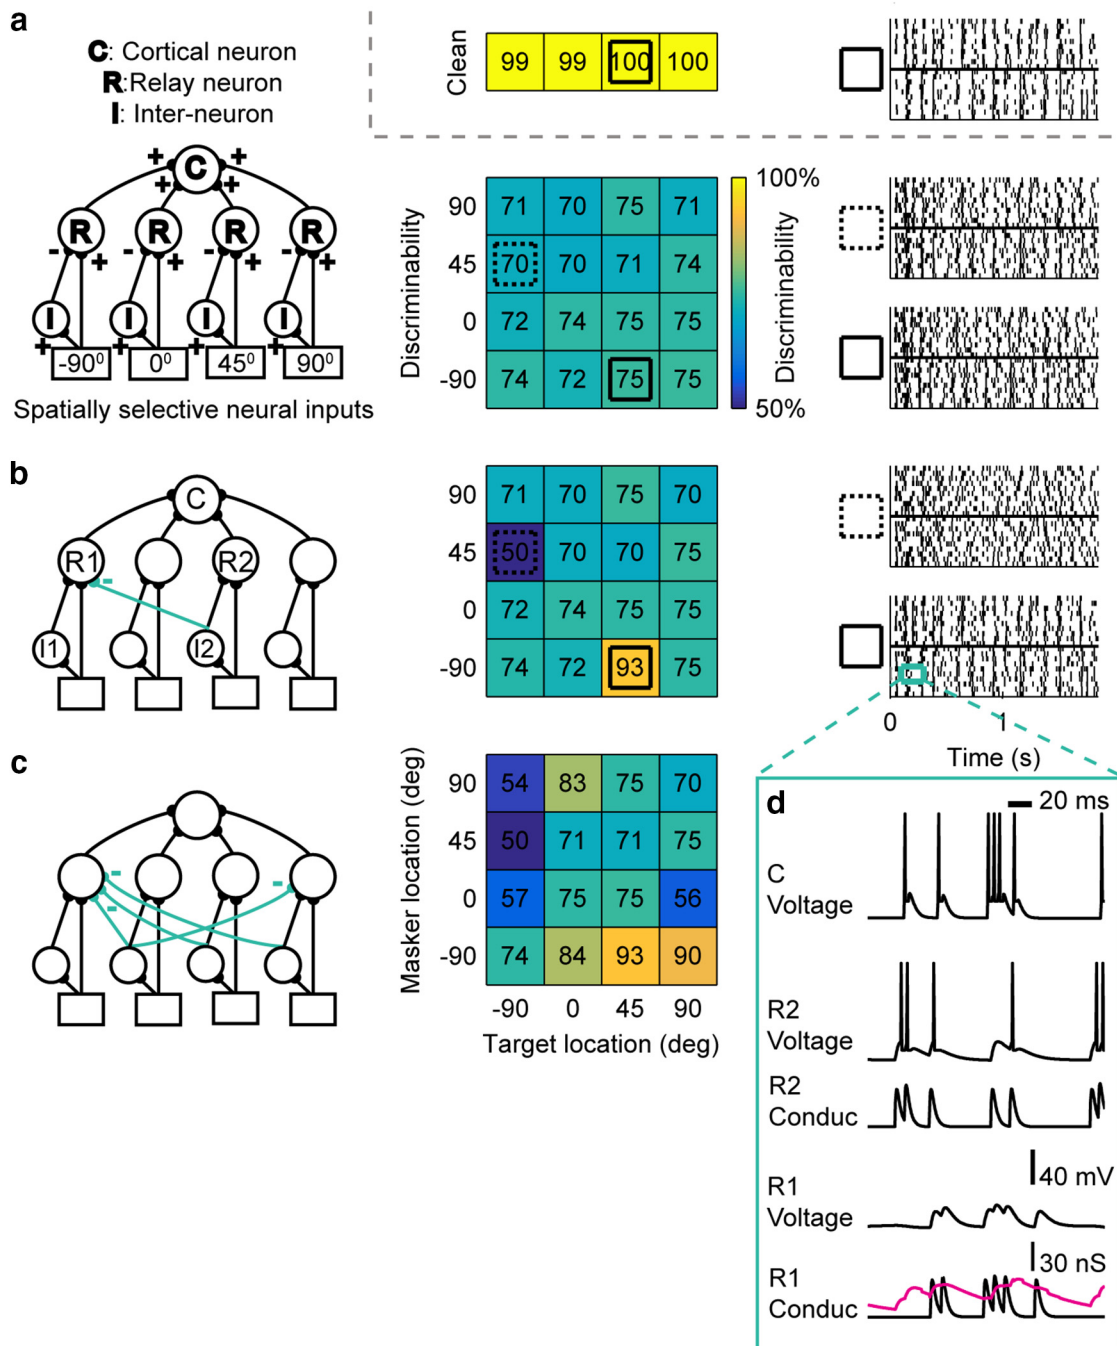 a
C: Cortical neuron
R:Relay neuron
I: Inter-neuron
+ +
+ +
C
R R R R
- + - + - + - +
I I I I
+ + + +
-90⁰ 0⁰ 45⁰ 90⁰
Spatially selective neural inputs
Clean
99 99 100 100
Discriminability
90 71 70 75 71
45 70 70 71 74
0 72 74 75 75
-90 74 72 75 75
100%
Discriminability
50%
b
C
R1 R2
-
I1 I2
90 71 70 75 70
45 50 70 70 75
0 72 74 75 75
-90 74 72 93 75
0 1
Time (s)
c
- - -
Masker location (deg)
90 54 83 75 70
45 50 71 71 75
0 57 75 75 56
-90 74 84 93 90
-90 0 45 90
Target location (deg)
d
20 ms
C
Voltage
R2
Voltage
R2
Conduc
40 mV
R1
Voltage
30 nS
R1
Conduc